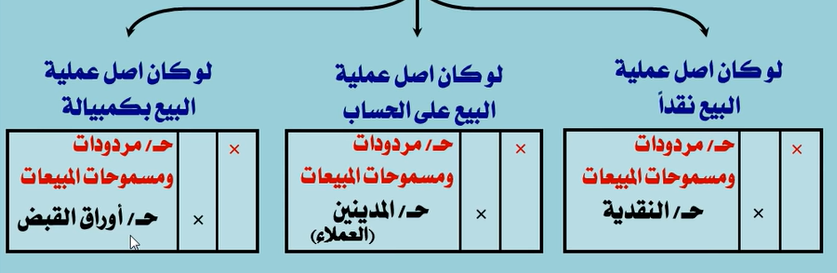 لو كان اصل عملية
البيع نقداً
× حـ/ مردودات
ومسموحات المبيعات
× حـ/ النقدية
لو كان اصل عملية
البيع على الحساب
× حـ/ مردودات
ومسموحات المبيعات
× حـ/ المدينين
(العملاء)
لو كان اصل عملية
البيع بكمبيالة
× حـ/ مردودات
ومسموحات المبيعات
× حـ/ أوراق القبض